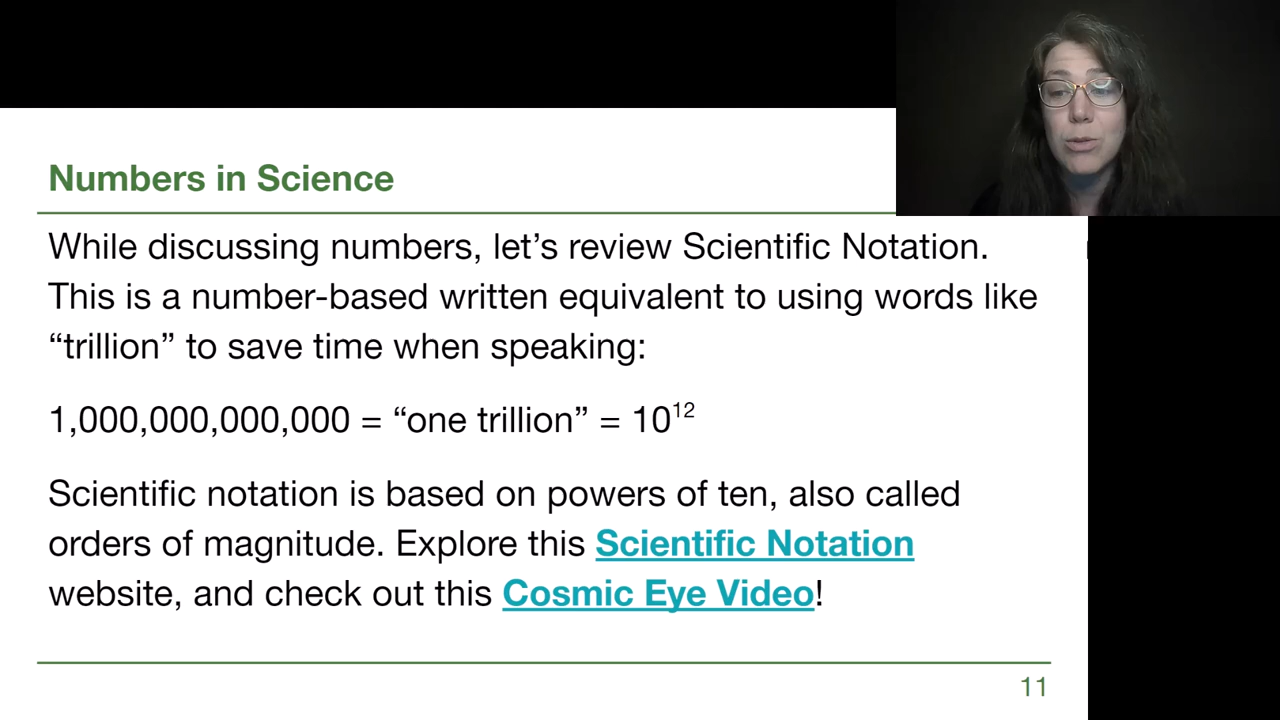 Numbers in Science
While discussing numbers, let’s review Scientific Notation.
This is a number-based written equivalent to using words like
“trillion” to save time when speaking:
1,000,000,000,000 = “one trillion” = 10¹²
Scientific notation is based on powers of ten, also called
orders of magnitude. Explore this Scientific Notation
website, and check out this Cosmic Eye Video!
11